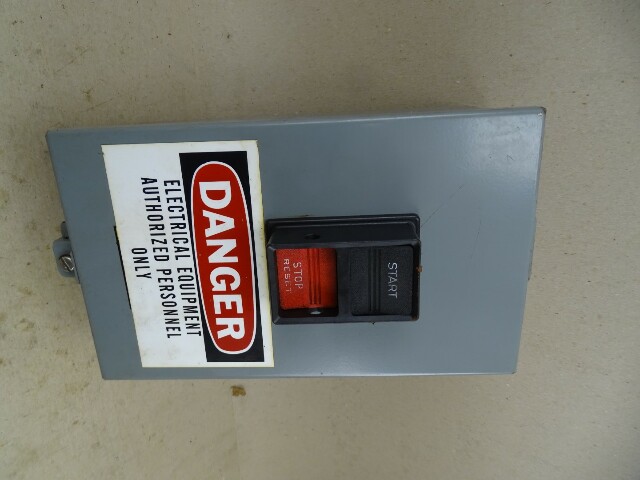 START
STOP
RESET
DANGER
ELECTRICAL EQUIPMENT
AUTHORIZED PERSONNEL
ONLY